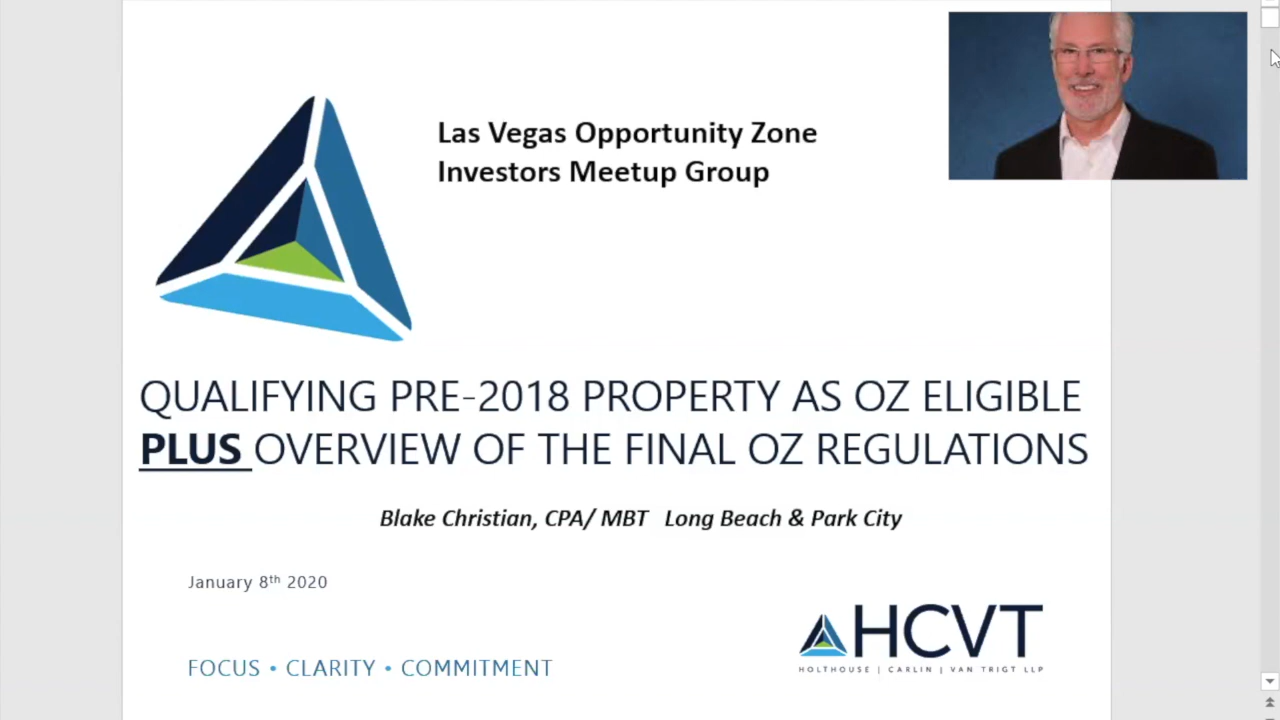 Las Vegas Opportunity Zone
Investors Meetup Group
QUALIFYING PRE-2018 PROPERTY AS OZ ELIGIBLE
PLUS OVERVIEW OF THE FINAL OZ REGULATIONS
Blake Christian, CPA/ MBT Long Beach & Park City
January 8th 2020
HCVT
HOLTHOUSE | CARLIN | VAN TRIGT LLP
FOCUS • CLARITY • COMMITMENT